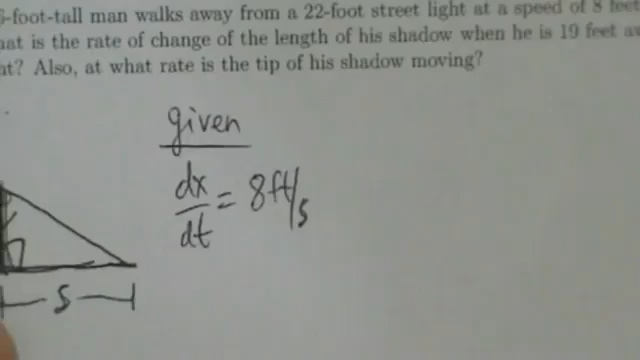 6-foot-tall man walks away from a 22-foot street light at a speed of 8 feet
hat is the rate of change of the length of his shadow when he is 19 feet aw
ht? Also, at what rate is the tip of his shadow moving?
given
dx/dt = 8ft/s
s